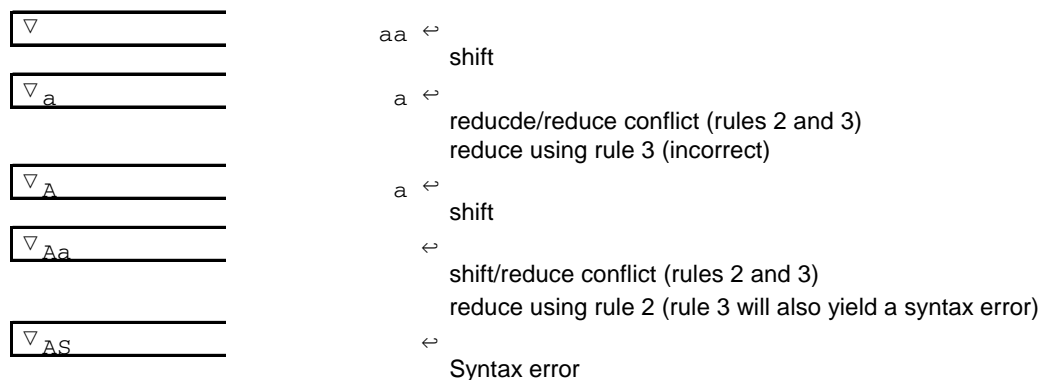 ▽ aa ↩
shift
▽ a a ↩
reducde/reduce conflict (rules 2 and 3)
reduce using rule 3 (incorrect)
▽ A a ↩
shift
▽ Aa ↩
shift/reduce conflict (rules 2 and 3)
reduce using rule 2 (rule 3 will also yield a syntax error)
▽ AS ↩
Syntax error